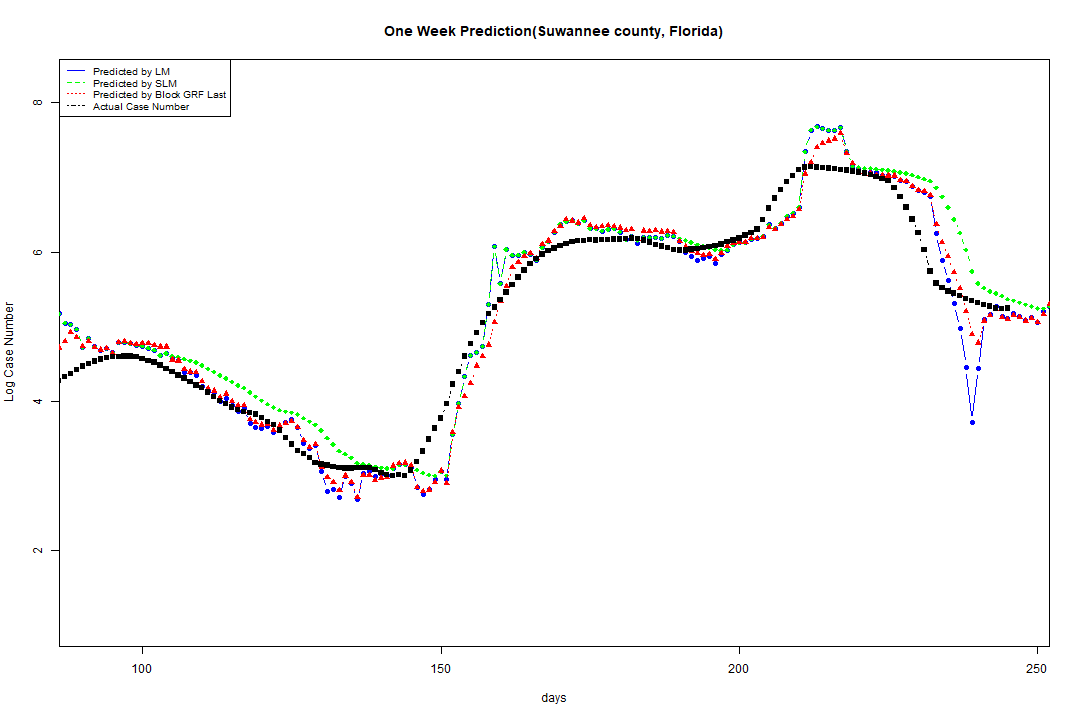 One Week Prediction(Suwannee county, Florida)
Predicted by LM
Predicted by SLM
Predicted by Block GRF Last
Actual Case Number
8
6
4
2
Log Case Number
100 150 200 250
days